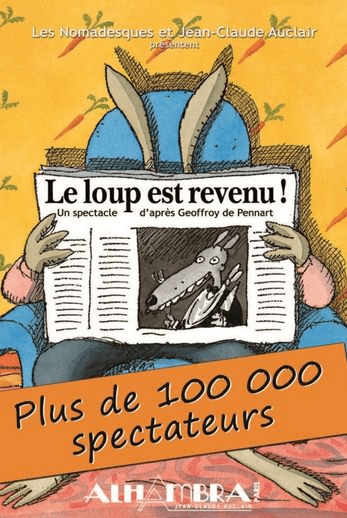 Les Nomadesques et Jean-Claude Auclair
présentent
Le loup est revenu !
Un spectacle d'après Geoffroy de Pennart
Plus de 100 000
spectateurs
ALHAMBRA
PARIS
JEAN-CLAUDE AUCLAIR